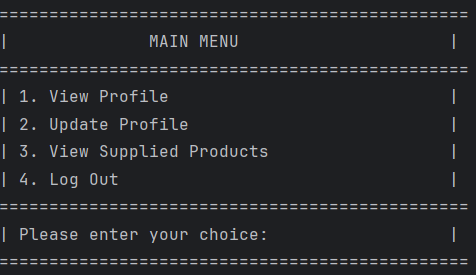 ===============================================
|              MAIN MENU                     |
===============================================
| 1. View Profile                            |
| 2. Update Profile                          |
| 3. View Supplied Products                  |
| 4. Log Out                                 |
===============================================
| Please enter your choice:                  |
===============================================